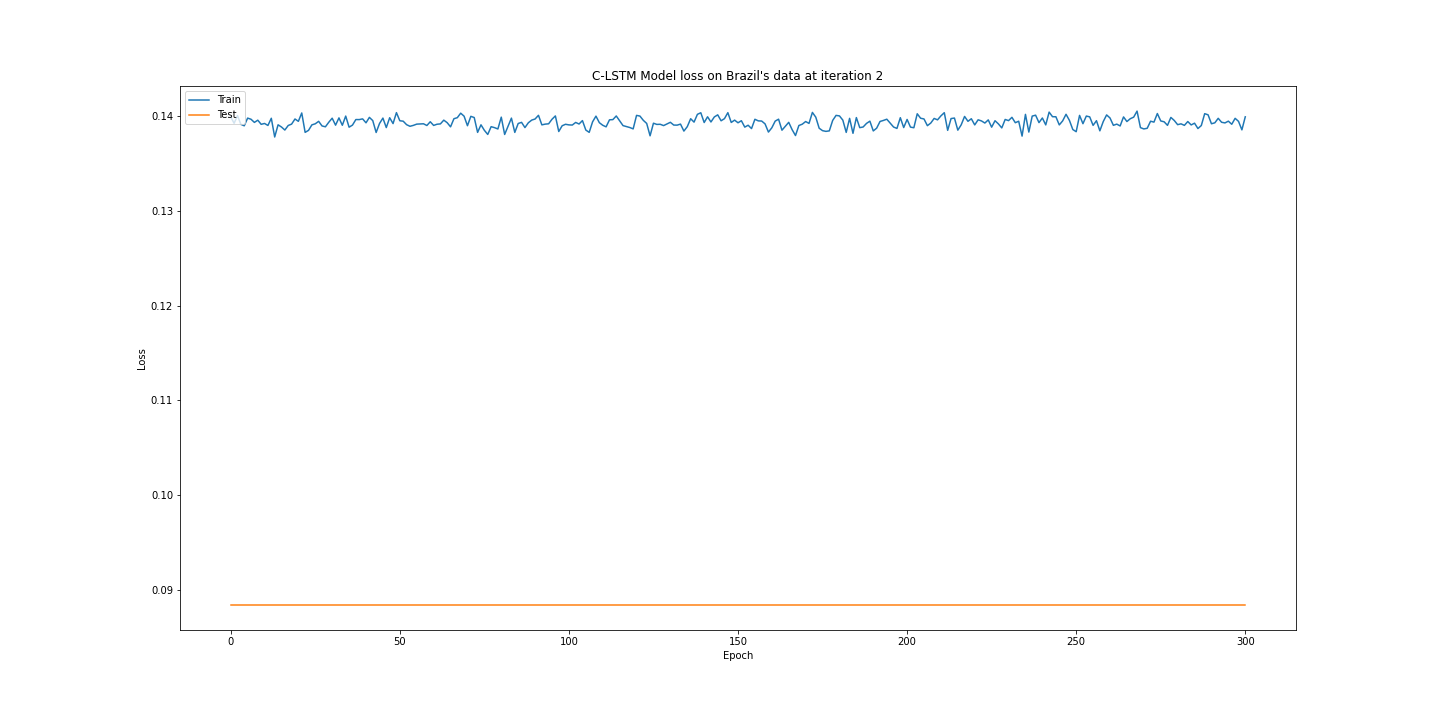 C-LSTM Model loss on Brazil's data at iteration 2
Train
Test
0.14
0.13
0.12
0.11
0.10
0.09
Loss
0 50 100 150 200 250 300
Epoch